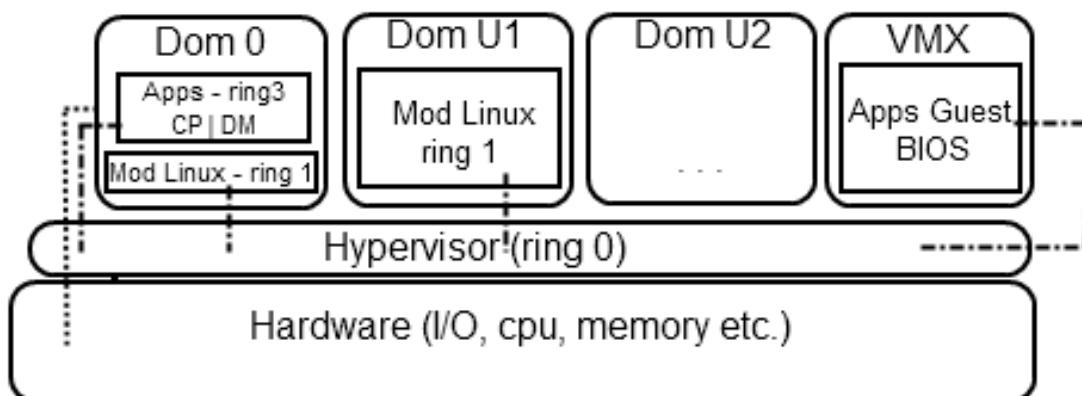 Dom 0
Apps - ring3
CP | DM
Mod Linux - ring 1
Dom U1
Mod Linux
ring 1
Dom U2
. . .
VMX
Apps Guest
BIOS
Hypervisor (ring 0)
Hardware (I/O, cpu, memory etc.)